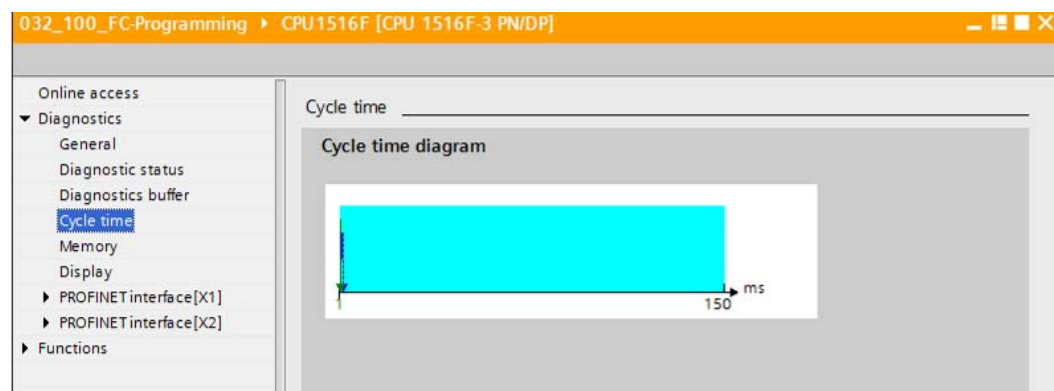 032_100_FC-Programming ▸ CPU1516F [CPU 1516F-3 PN/DP]
Online access
Diagnostics
General
Diagnostic status
Diagnostics buffer
Cycle time
Memory
Display
PROFINET interface [X1]
PROFINET interface [X2]
Functions
Cycle time
Cycle time diagram
ms
1
150